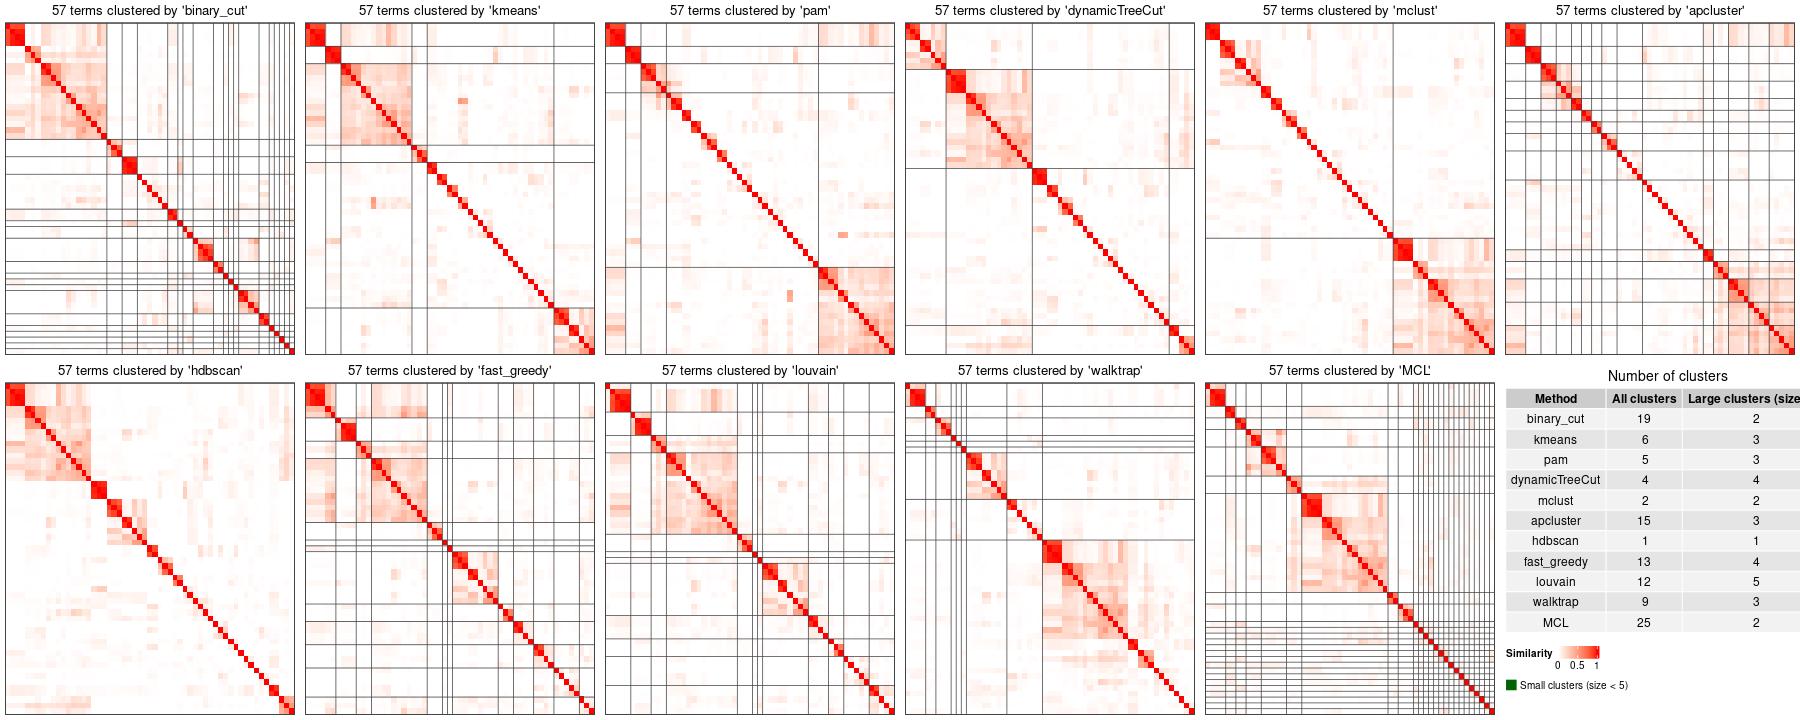 57 terms clustered by 'binary_cut'
57 terms clustered by 'kmeans'
57 terms clustered by 'pam'
57 terms clustered by 'dynamicTreeCut'
57 terms clustered by 'mclust'
57 terms clustered by 'apcluster'
57 terms clustered by 'hdbscan'
57 terms clustered by 'fast_greedy'
57 terms clustered by 'louvain'
57 terms clustered by 'walktrap'
57 terms clustered by 'MCL'
Number of clusters
Method All clusters Large clusters (size
binary_cut 19 2
kmeans 6 3
pam 5 3
dynamicTreeCut 4 4
mclust 2 2
apcluster 15 3
hdbscan 1 1
fast_greedy 13 4
louvain 12 5
walktrap 9 3
MCL 25 2
Similarity
0 0.5 1
Small clusters (size < 5)